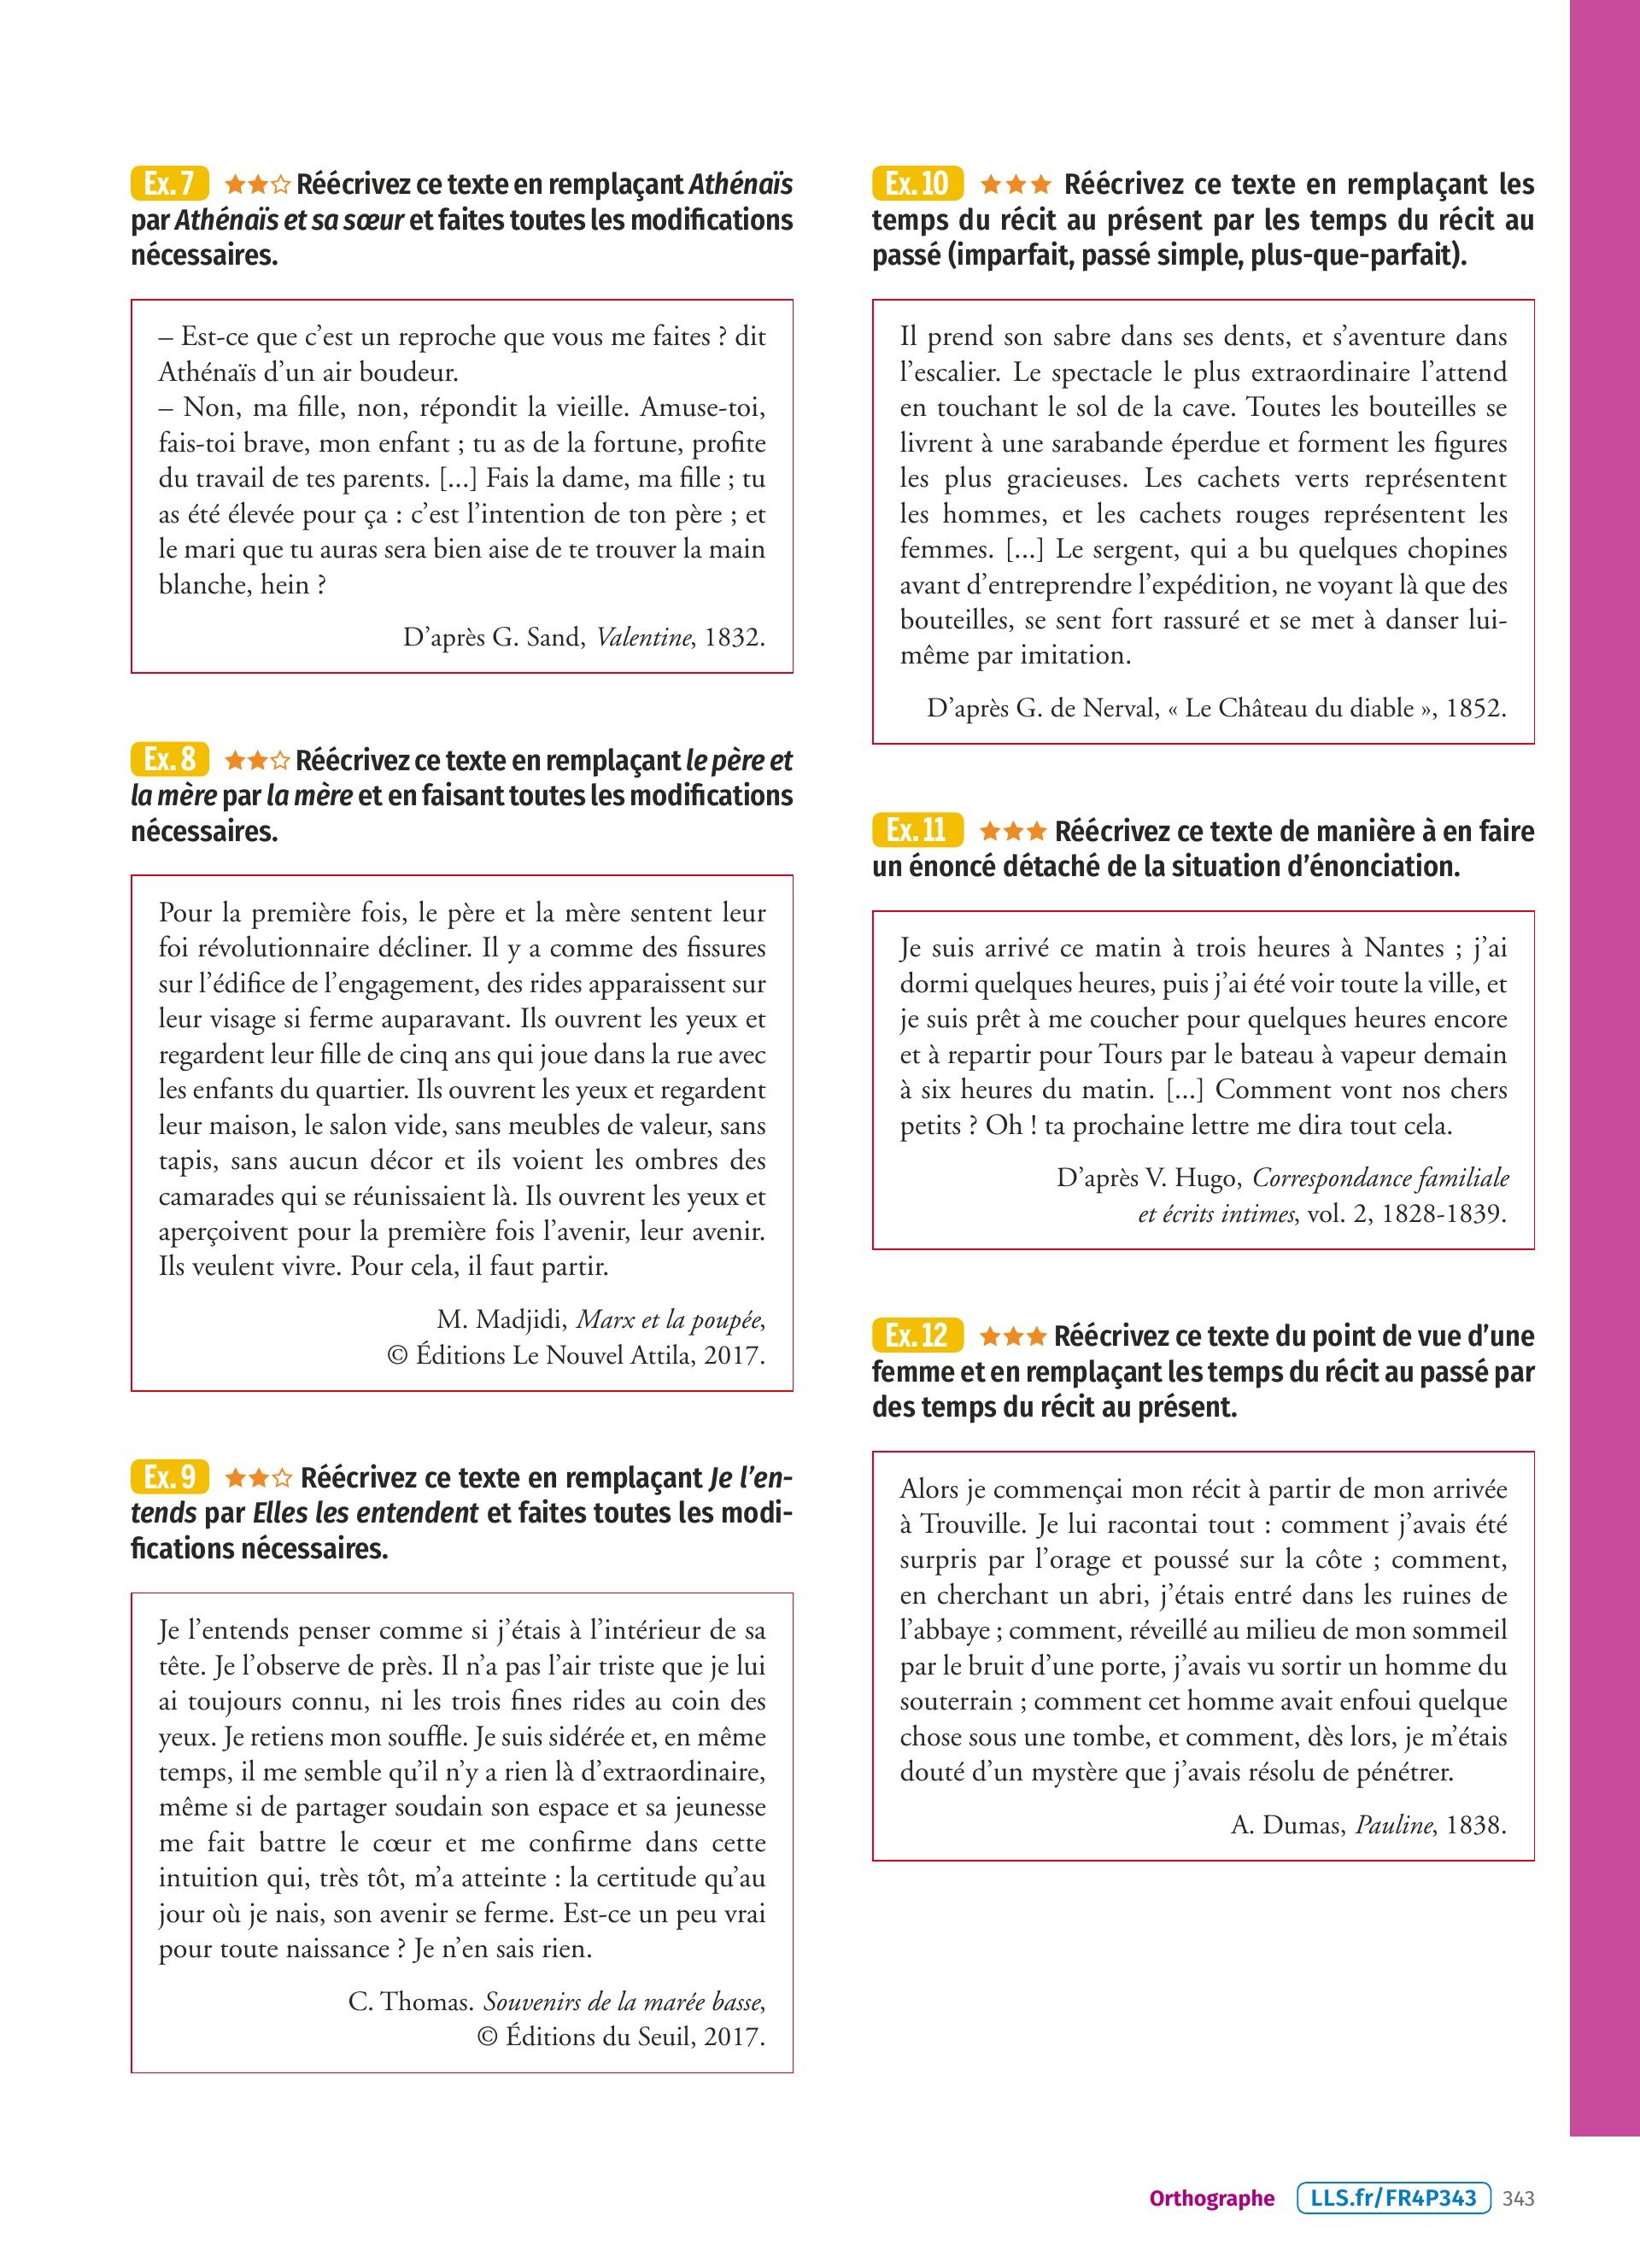 Ex. 7 ★★☆ Réécrivez ce texte en remplaçant Athénaïs
par Athénaïs et sa sœur et faites toutes les modifications
nécessaires.
– Est-ce que c’est un reproche que vous me faites ? dit
Athénaïs d’un air boudeur.
– Non, ma fille, non, répondit la vieille. Amuse-toi,
fais-toi brave, mon enfant ; tu as de la fortune, profite
du travail de tes parents. [...] Fais la dame, ma fille ; tu
as été élevée pour ça : c’est l’intention de ton père ; et
le mari que tu auras sera bien aise de te trouver la main
blanche, hein ?
D’après G. Sand, Valentine, 1832.
Ex. 8 ★★☆ Réécrivez ce texte en remplaçant le père et
la mère par la mère et en faisant toutes les modifications
nécessaires.
Pour la première fois, le père et la mère sentent leur
foi révolutionnaire décliner. Il y a comme des fissures
sur l’édifice de l’engagement, des rides apparaissent sur
leur visage si ferme auparavant. Ils ouvrent les yeux et
regardent leur fille de cinq ans qui joue dans la rue avec
les enfants du quartier. Ils ouvrent les yeux et regardent
leur maison, le salon vide, sans meubles de valeur, sans
tapis, sans aucun décor et ils voient les ombres des
camarades qui se réunissaient là. Ils ouvrent les yeux et
aperçoivent pour la première fois l’avenir, leur avenir.
Ils veulent vivre. Pour cela, il faut partir.
M. Madjidi, Marx et la poupée,
© Éditions Le Nouvel Attila, 2017.
Ex. 9 ★★☆ Réécrivez ce texte en remplaçant Je l’en-
tends par Elles les entendent et faites toutes les modi-
fications nécessaires.
Je l’entends penser comme si j’étais à l’intérieur de sa
tête. Je l’observe de près. Il n’a pas l’air triste que je lui
ai toujours connu, ni les trois fines rides au coin des
yeux. Je retiens mon souffle. Je suis sidérée et, en même
temps, il me semble qu’il n’y a rien là d’extraordinaire,
même si de partager soudain son espace et sa jeunesse
me fait battre le cœur et me confirme dans cette
intuition qui, très tôt, m’a atteinte : la certitude qu’au
jour où je nais, son avenir se ferme. Est-ce un peu vrai
pour toute naissance ? Je n’en sais rien.
C. Thomas. Souvenirs de la marée basse,
© Éditions du Seuil, 2017.
Ex. 10 ★★★ Réécrivez ce texte en remplaçant les
temps du récit au présent par les temps du récit au
passé (imparfait, passé simple, plus-que-parfait).
Il prend son sabre dans ses dents, et s’aventure dans
l’escalier. Le spectacle le plus extraordinaire l’attend
en touchant le sol de la cave. Toutes les bouteilles se
livrent à une sarabande éperdue et forment les figures
les plus gracieuses. Les cachets verts représentent
les hommes, et les cachets rouges représentent les
femmes. [...] Le sergent, qui a bu quelques chopines
avant d’entreprendre l’expédition, ne voyant là que des
bouteilles, se sent fort rassuré et se met à danser lui-
même par imitation.
D’après G. de Nerval, « Le Château du diable », 1852.
Ex. 11 ★★★ Réécrivez ce texte de manière à en faire
un énoncé détaché de la situation d’énonciation.
Je suis arrivé ce matin à trois heures à Nantes ; j’ai
dormi quelques heures, puis j’ai été voir toute la ville, et
je suis prêt à me coucher pour quelques heures encore
et à repartir pour Tours par le bateau à vapeur demain
à six heures du matin. [...] Comment vont nos chers
petits ? Oh ! ta prochaine lettre me dira tout cela.
D’après V. Hugo, Correspondance familiale
et écrits intimes, vol. 2, 1828-1839.
Ex. 12 ★★★ Réécrivez ce texte du point de vue d’une
femme et en remplaçant les temps du récit au passé par
des temps du récit au présent.
Alors je commençai mon récit à partir de mon arrivée
à Trouville. Je lui racontai tout : comment j’avais été
surpris par l’orage et poussé sur la côte ; comment,
en cherchant un abri, j’étais entré dans les ruines de
l’abbaye ; comment, réveillé au milieu de mon sommeil
par le bruit d’une porte, j’avais vu sortir un homme du
souterrain ; comment cet homme avait enfoui quelque
chose sous une tombe, et comment, dès lors, je m’étais
douté d’un mystère que j’avais résolu de pénétrer.
A. Dumas, Pauline, 1838.
Orthographe LLS.fr/FR4P343 343